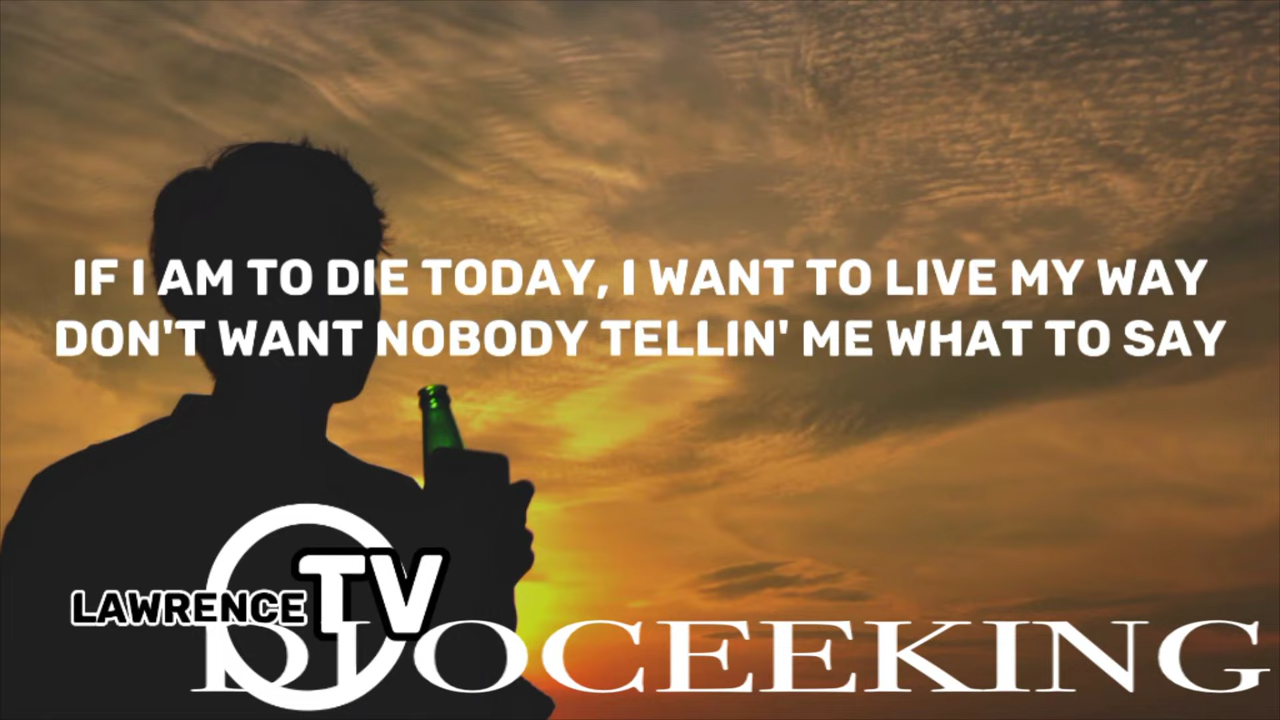 IF I AM TO DIE TODAY, I WANT TO LIVE MY WAY
DON'T WANT NOBODY TELLIN' ME WHAT TO SAY
LAWRENCE TV
DJOCEEKING